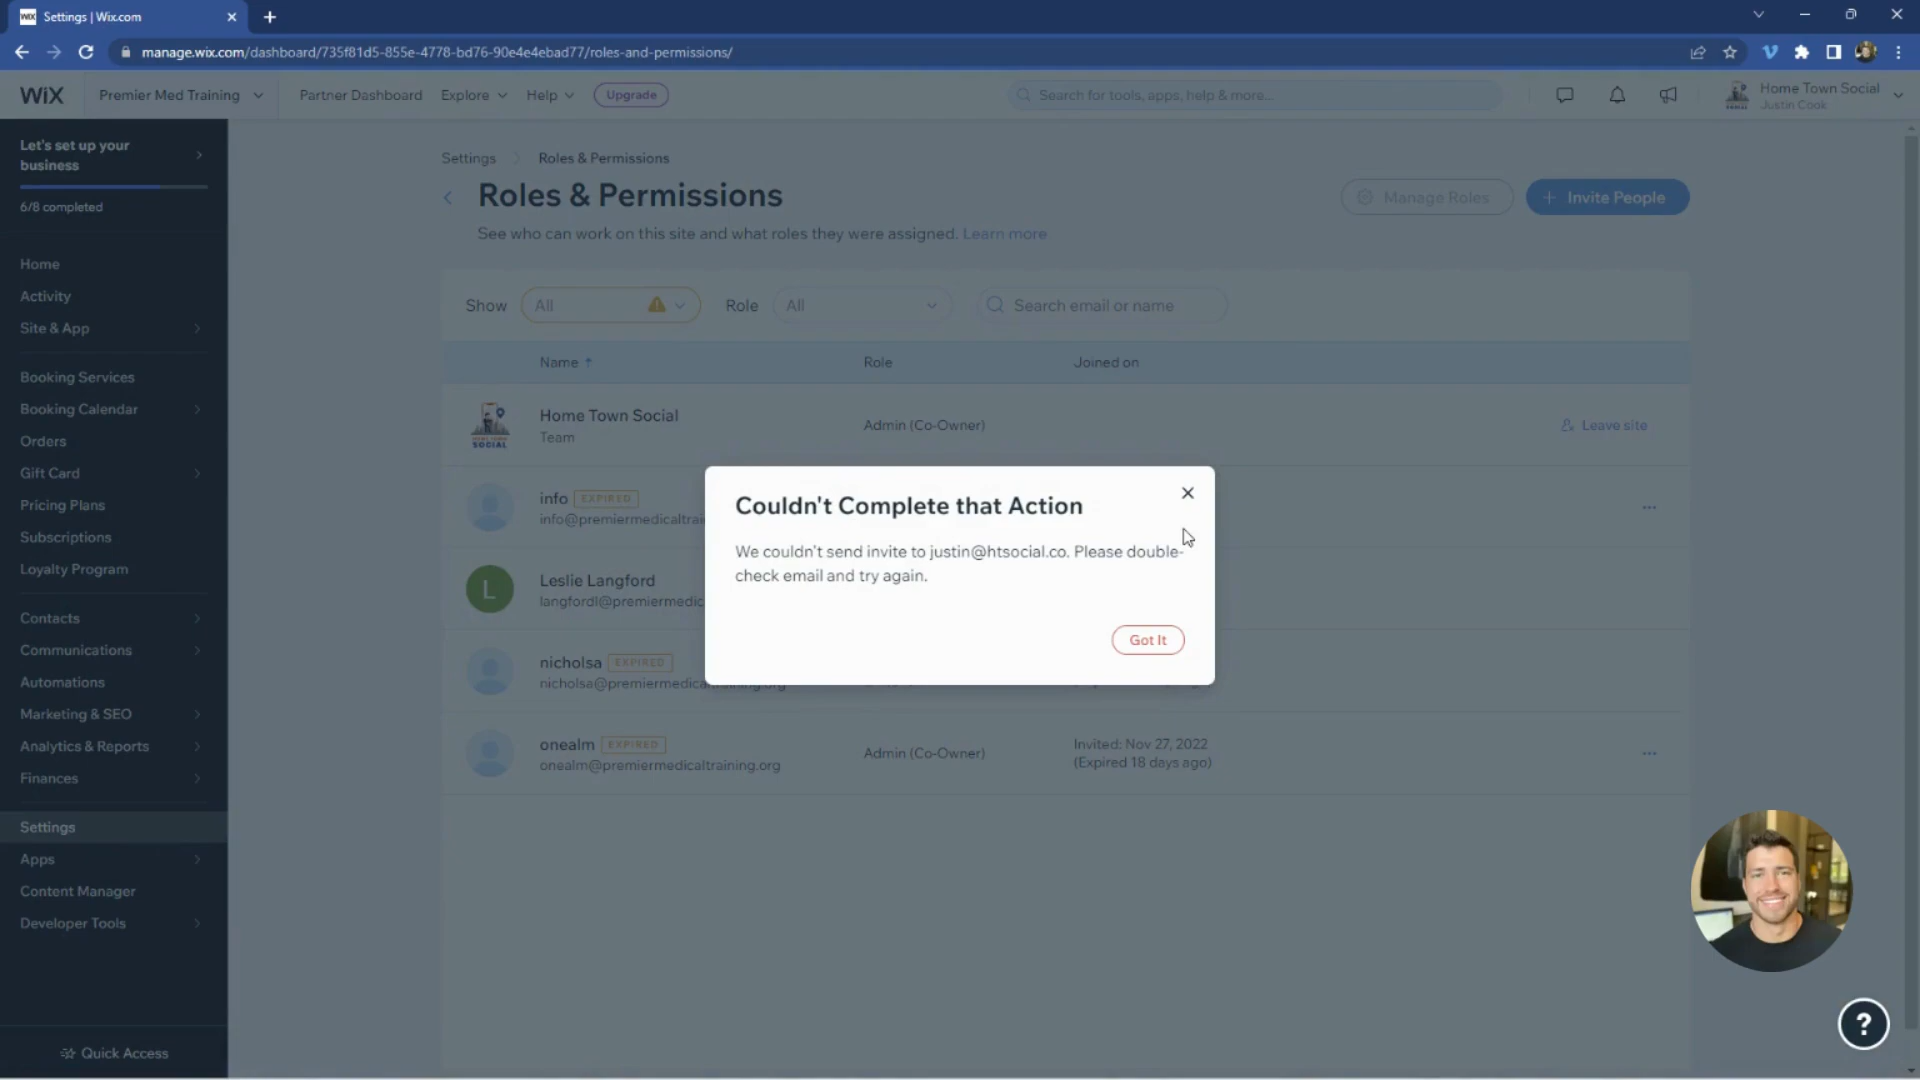 WiX Settings | Wix.com
manage.wix.com/dashboard/735f81d5-855e-4778-bd76-90e4e4ebad77/roles-and-permissions/
WiX
Premier Med Training
Partner Dashboard
Explore
Help
Upgrade
Search for tools, apps, help & more...
Home Town Social
Justin Cook
Let's set up your
business
6/8 completed
Home
Activity
Site & App
Booking Services
Booking Calendar
Orders
Gift Card
Pricing Plans
Subscriptions
Loyalty Program
Contacts
Communications
Automations
Marketing & SEO
Analytics & Reports
Finances
Settings
Apps
Content Manager
Developer Tools
Quick Access
Settings Roles & Permissions
Roles & Permissions
Manage Roles
+ Invite People
See who can work on this site and what roles they were assigned. Learn more
Show All Role All Search email or name
Name Role Joined on
SOCIAL
Home Town Social
Team
Admin (Co-Owner)
Leave site
info EXPIRED
info@premiermedicaltrai
L
Leslie Langford
langfordl@premiermedic
nicholsa EXPIRED
nicholsa@premiermedicaltraining.org
onealm EXPIRED
onealm@premiermedicaltraining.org
Admin (Co-Owner)
Invited: Nov 27, 2022
(Expired 18 days ago)
Couldn't Complete that Action
We couldn't send invite to justin@htsocial.co. Please double-
check email and try again.
Got It
?